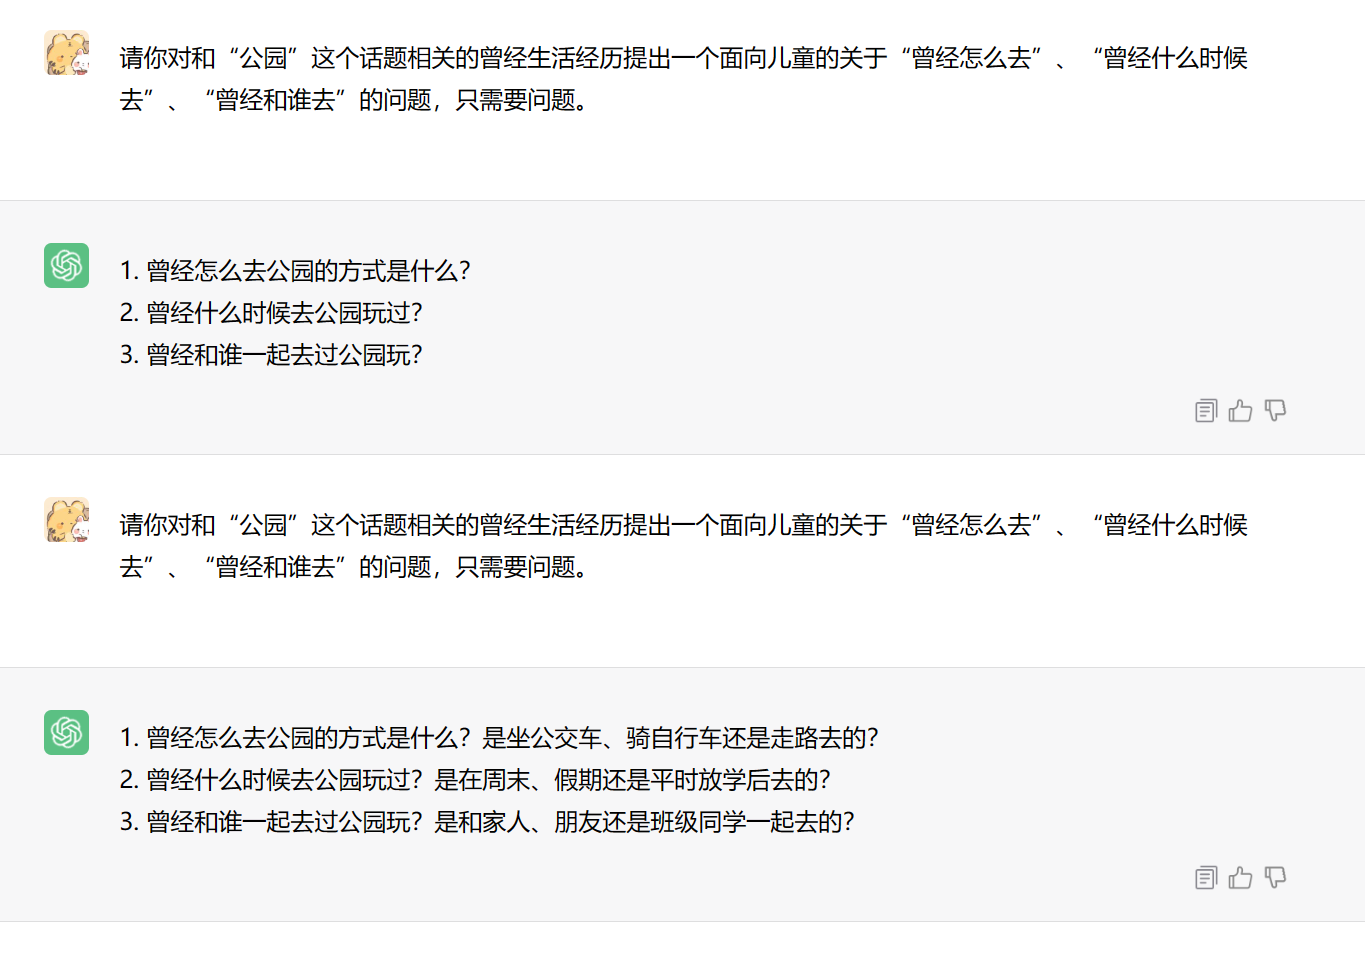 请你对和“公园”这个话题相关的曾经生活经历提出一个面向儿童的关于“曾经怎么去”、“曾经什么时候
去”、“曾经和谁去”的问题，只需要问题。
1. 曾经怎么去公园的方式是什么？
2. 曾经什么时候去公园玩过？
3. 曾经和谁一起去过公园玩？
请你对和“公园”这个话题相关的曾经生活经历提出一个面向儿童的关于“曾经怎么去”、“曾经什么时候
去”、“曾经和谁去”的问题，只需要问题。
1. 曾经怎么去公园的方式是什么？是坐公交车、骑自行车还是走路去的？
2. 曾经什么时候去公园玩过？是在周末、假期还是平时放学后去的？
3. 曾经和谁一起去过公园玩？是和家人、朋友还是班级同学一起去的？